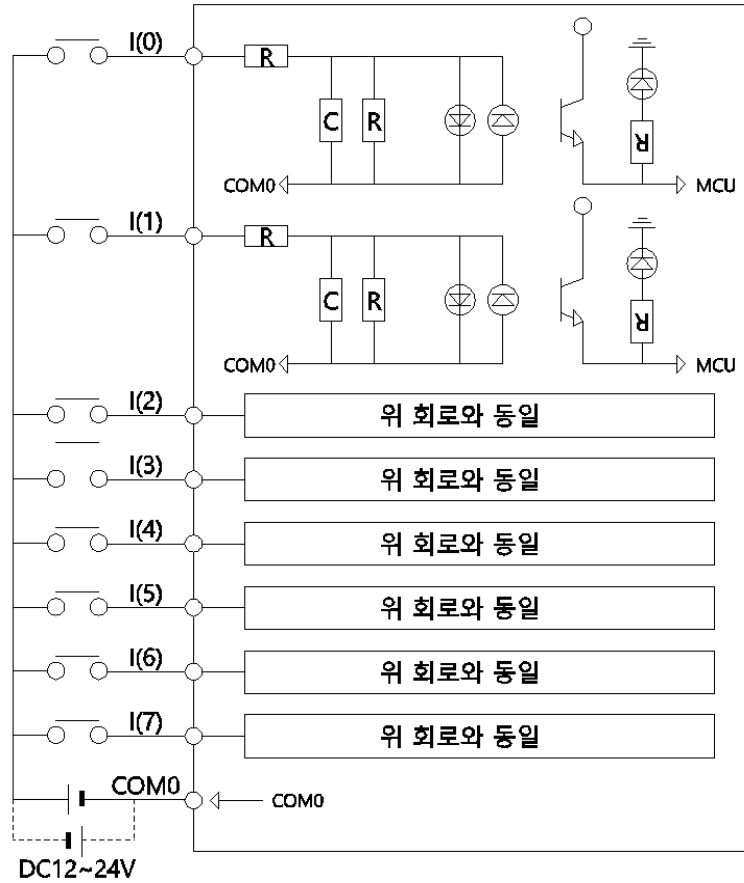 I(0)
R
C R R
COM0 MCU
I(1)
R
C R R
COM0 MCU
I(2) 위 회로와 동일
I(3) 위 회로와 동일
I(4) 위 회로와 동일
I(5) 위 회로와 동일
I(6) 위 회로와 동일
I(7) 위 회로와 동일
COM0 COM0
DC12~24V